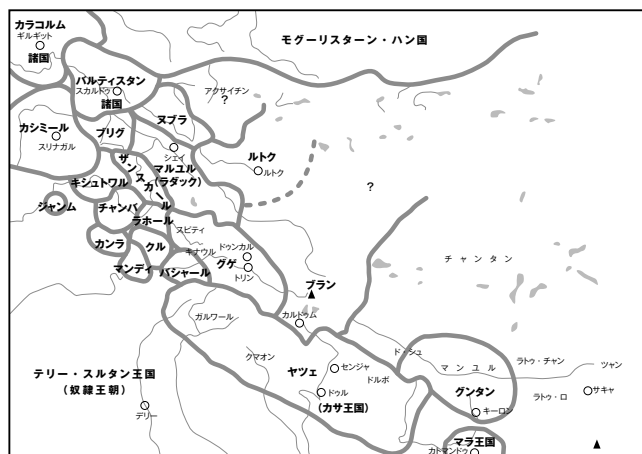 カラコルム
ギルギット
諸国
モグーリスターン・ハン国
バルティスタン
スカルドゥ
諸国
アクサイチン
?
ヌブラ
カシミール
スリナガル
プリグ
シェイ
ザンスカール
マルユル
(ラダック)
ルトク
ルトク
?
キシュトワル
ジャンム
チャンバ
ラホール
スピティ
カンラ
クル
キナウル
ドゥンカル
グゲ
トリン
マンディ
バシャール
チャンタン
プラン
カルドゥム
ガルワール
クマオン
ヤツェ
センジャ
ドルポ
ドゥル
(カサ王国)
テリー・スルタン王国
(奴隷王朝)
デリー
ド・シュ
マンユル
ラトゥ・チャン
ツァン
グンタン
ラトゥ・ロ
サキャ
キーロン
マラ王国
カトマンドゥ